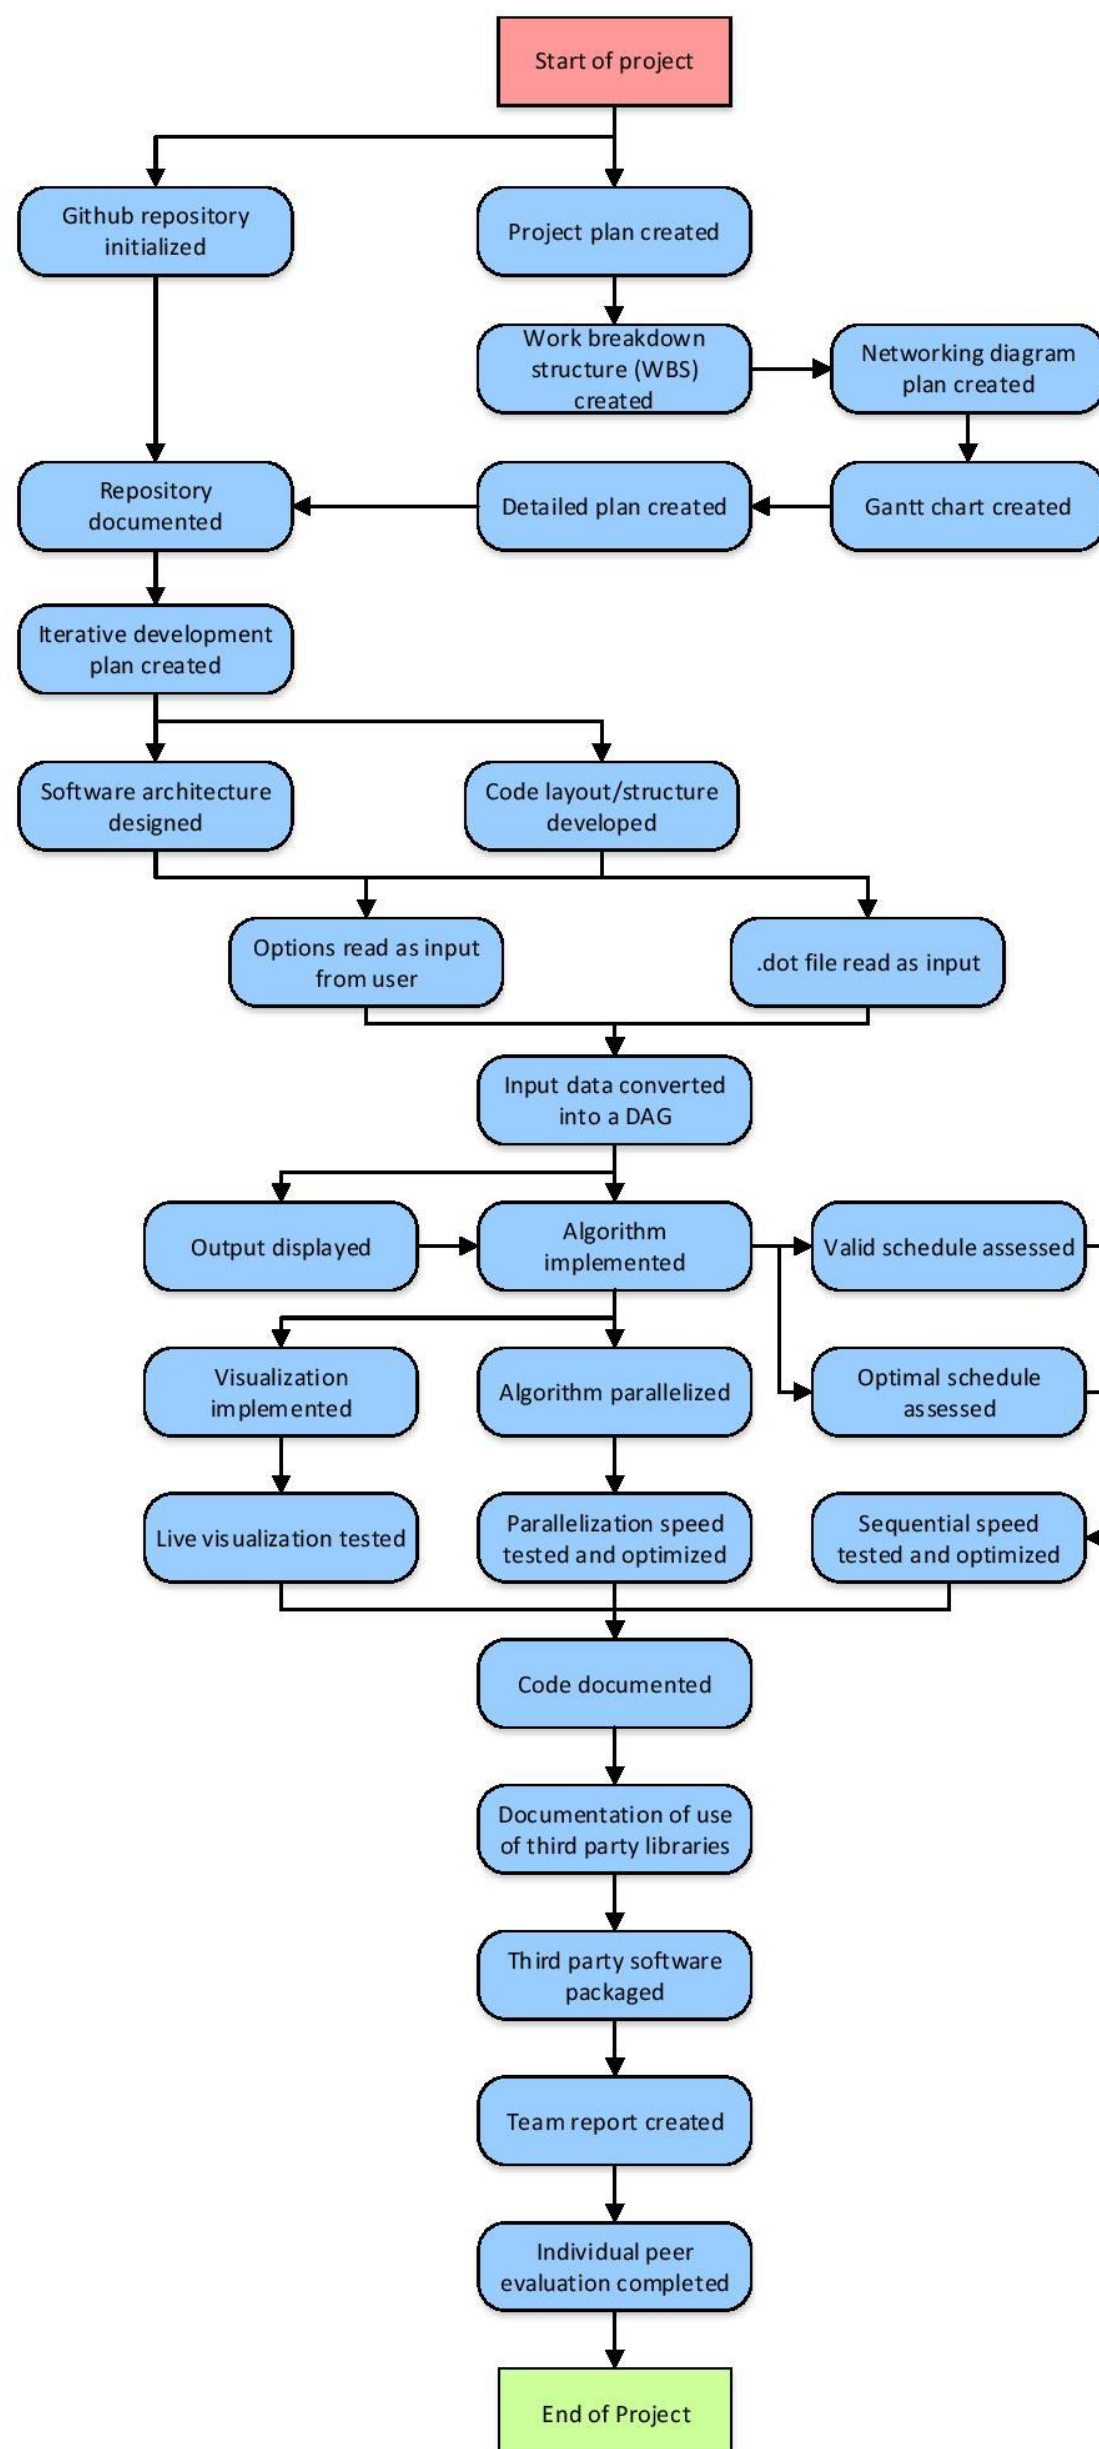 Start of project
Github repository
initialized
Project plan created
Work breakdown
structure (WBS)
created
Networking diagram
plan created
Repository
documented
Detailed plan created
Gantt chart created
Iterative development
plan created
Software architecture
designed
Code layout/structure
developed
Options read as input
from user
.dot file read as input
Input data converted
into a DAG
Output displayed
Algorithm
implemented
Valid schedule assessed
Visualization
implemented
Algorithm parallelized
Optimal schedule
assessed
Live visualization tested
Parallelization speed
tested and optimized
Sequential speed
tested and optimized
Code documented
Documentation of use
of third party libraries
Third party software
packaged
Team report created
Individual peer
evaluation completed
End of Project